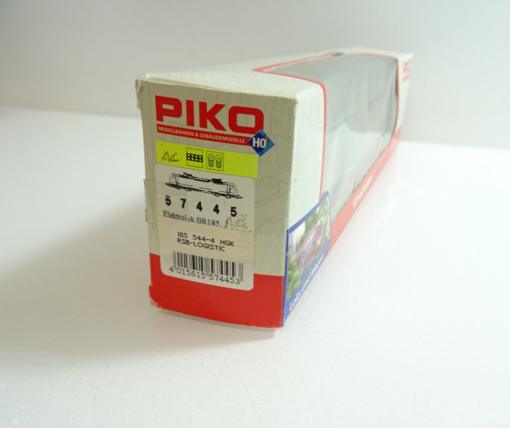 PIKO
MODELLBAHNEN & GEBÄUDEMODELLE
H0
AC
5 7 4 4 5
Elektrolok BR185.
185 544-4 HGK
RSB-LOGISTIC
4 015615 574453